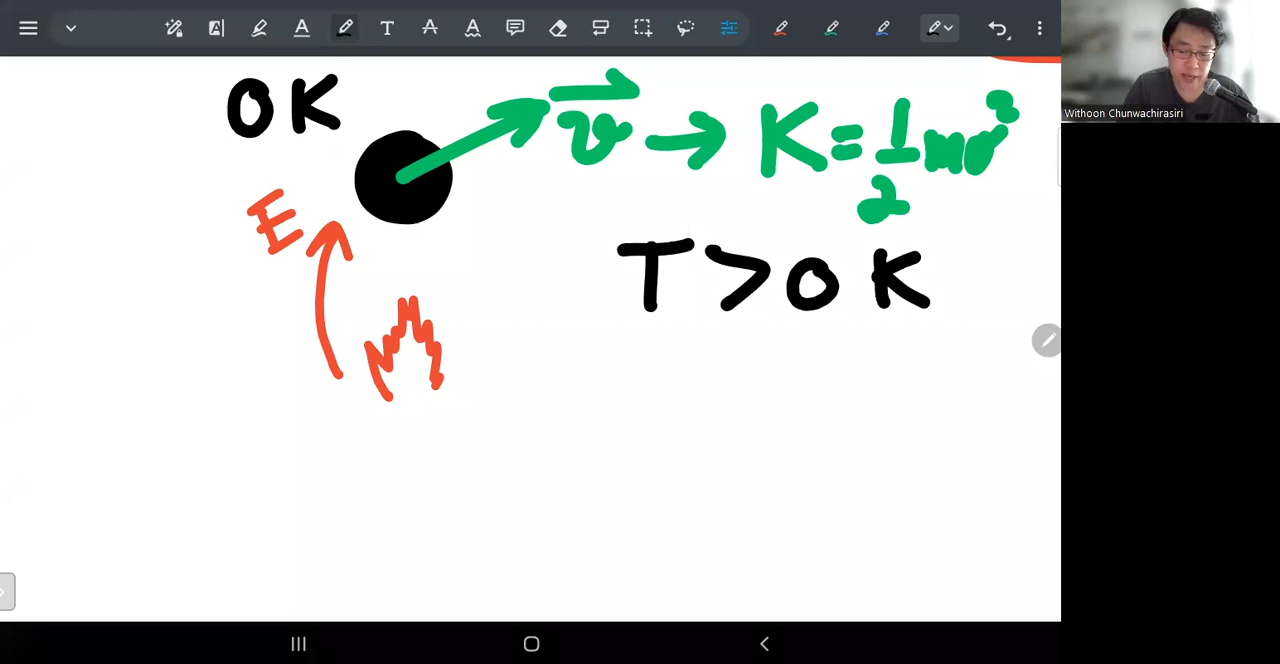 T A A
Withoon Chunwachirasiri
0 K
v → K = 1/2 mv²
E
T > 0 K